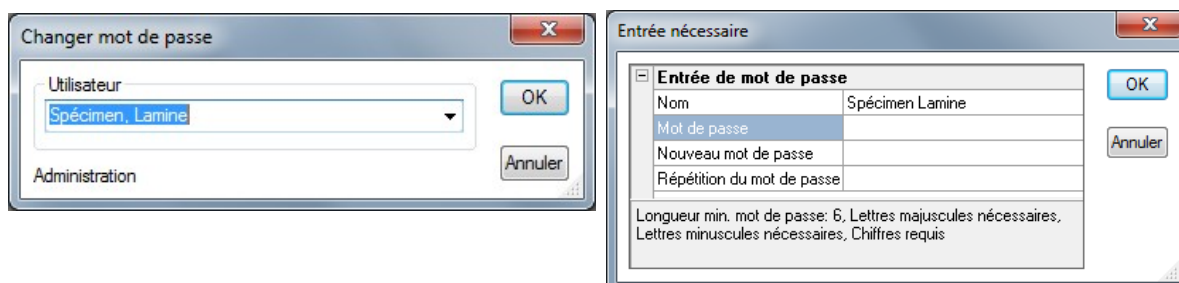 Changer mot de passe
Utilisateur
Spécimen, Lamine
OK
Annuler
Administration
Entrée nécessaire
Entrée de mot de passe
Nom Spécimen Lamine
Mot de passe
Nouveau mot de passe
Répétition du mot de passe
OK
Annuler
Longueur min. mot de passe: 6, Lettres majuscules nécessaires,
Lettres minuscules nécessaires, Chiffres requis